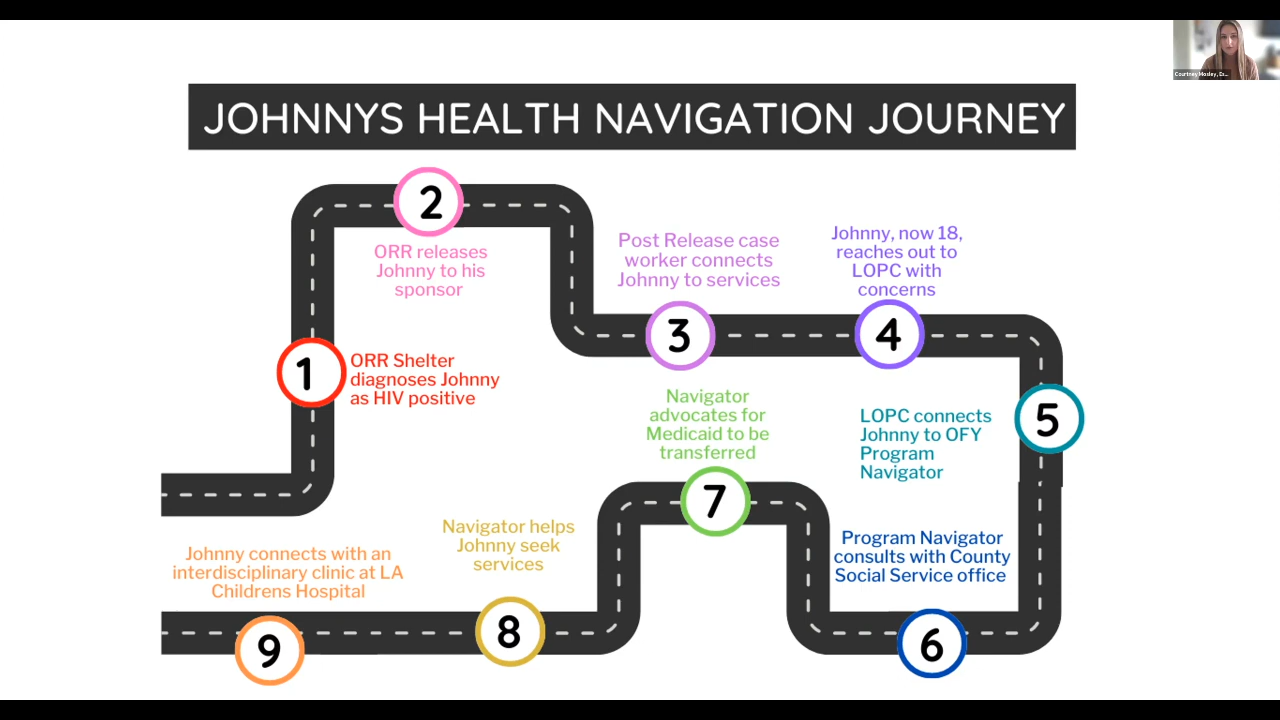 Courtney Mosley, Es...
JOHNNYS HEALTH NAVIGATION JOURNEY
1
ORR Shelter
diagnoses Johnny
as HIV positive
2
ORR releases
Johnny to his
sponsor
3
Post Release case
worker connects
Johnny to services
4
Johnny, now 18,
reaches out to
LOPC with
concerns
5
LOPC connects
Johnny to OFY
Program
Navigator
6
Program Navigator
consults with County
Social Service office
7
Navigator
advocates for
Medicaid to be
transferred
8
Navigator helps
Johnny seek
services
9
Johnny connects with an
interdisciplinary clinic at LA
Childrens Hospital